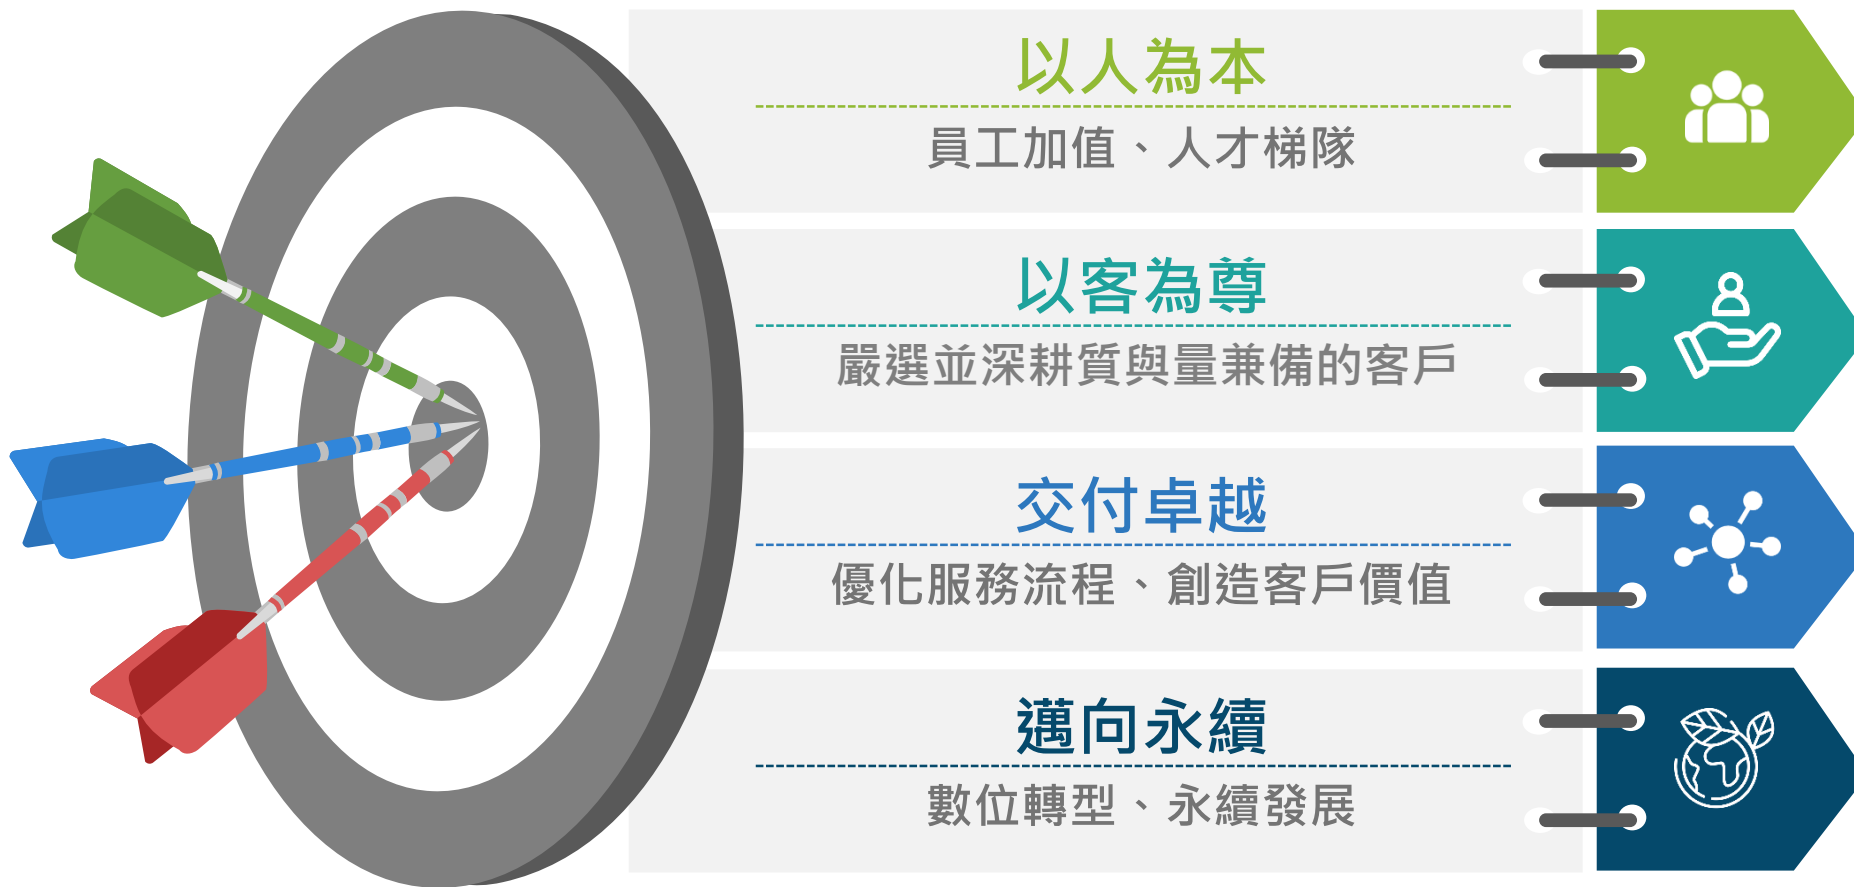 以人為本
員工加值、人才梯隊
以客為尊
嚴選並深耕質與量兼備的客戶
交付卓越
優化服務流程、創造客戶價值
邁向永續
數位轉型、永續發展